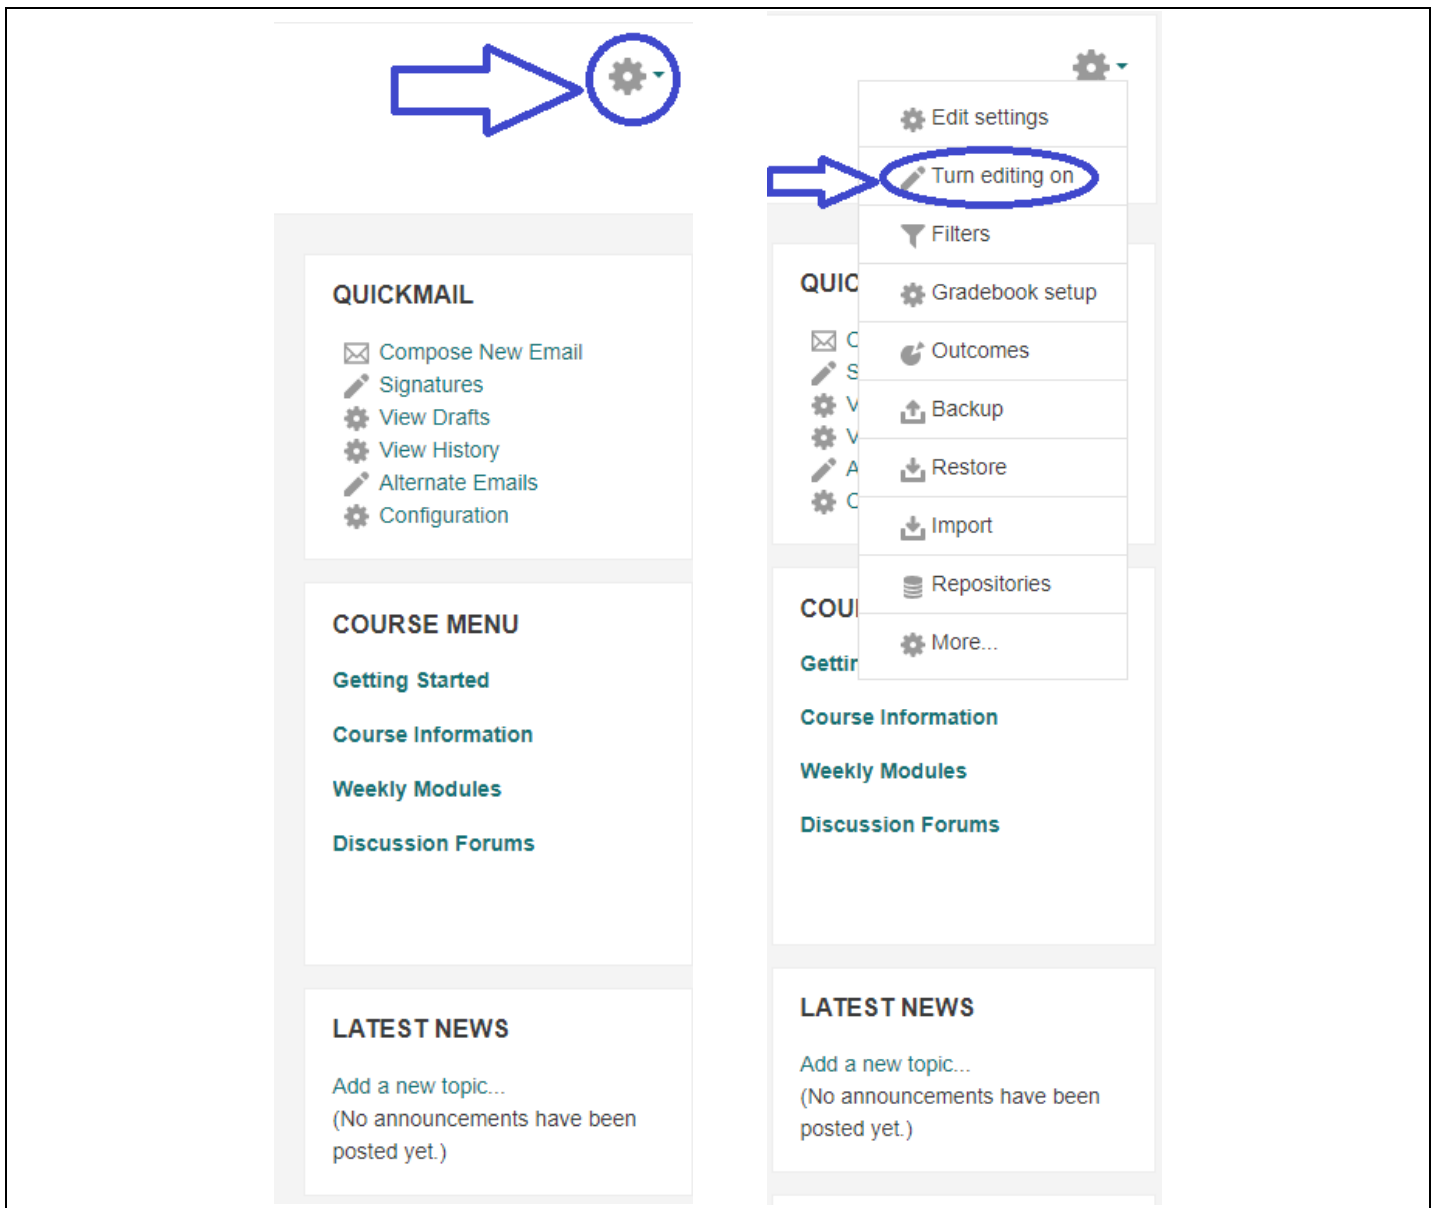 QUICKMAIL
Compose New Email
Signatures
View Drafts
View History
Alternate Emails
Configuration
COURSE MENU
Getting Started
Course Information
Weekly Modules
Discussion Forums
LATEST NEWS
Add a new topic...
(No announcements have been
posted yet.)
Edit settings
Turn editing on
Filters
Gradebook setup
Outcomes
Backup
Restore
Import
Repositories
More...
QUIC
C
S
V
V
A
C
COU
Gettin
Course Information
Weekly Modules
Discussion Forums
LATEST NEWS
Add a new topic...
(No announcements have been
posted yet.)